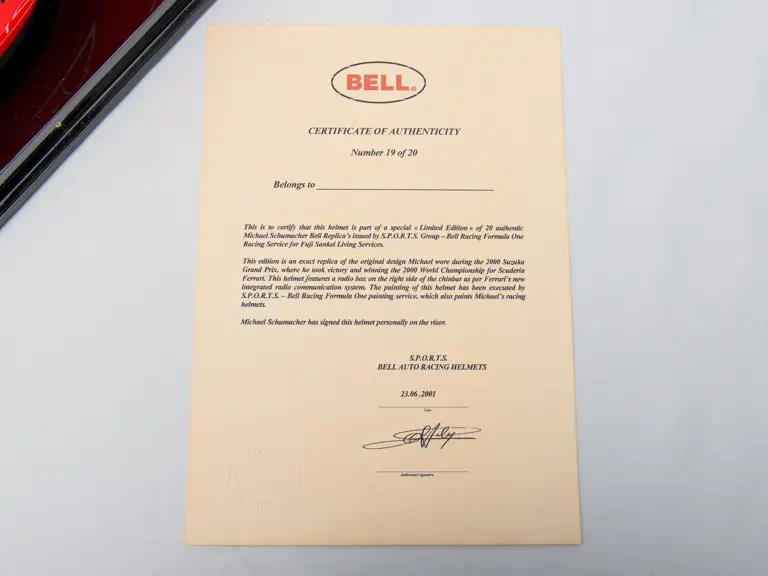 BELL®
CERTIFICATE OF AUTHENTICITY
Number 19 of 20
Belongs to
This is to certify that this helmet is part of a special « Limited Edition » of 20 authentic
Michael Schumacher Bell Replica's issued by S.P.O.R.T.S. Group – Bell Racing Formula One
Racing Service for Fuji Sankei Living Services.
This edition is an exact replica of the original design Michael ware during the 2000 Suzuka
Grand Prix, where he took victory and winning the 2000 World Championship for Scuderia
Ferrari. This helmet features a radio box on the right side of the chinbar as per Ferrari's new
integrated radio communication system. The painting of this helmet has been executed by
S.P.O.R.T.S. – Bell Racing Formula One painting service, which also paints Michael's racing
helmets.
Michael Schumacher has signed this helmet personally on the visor.
S.P.O.R.T.S.
BELL AUTO RACING HELMETS
23.06.2001
Date
Authorised signature